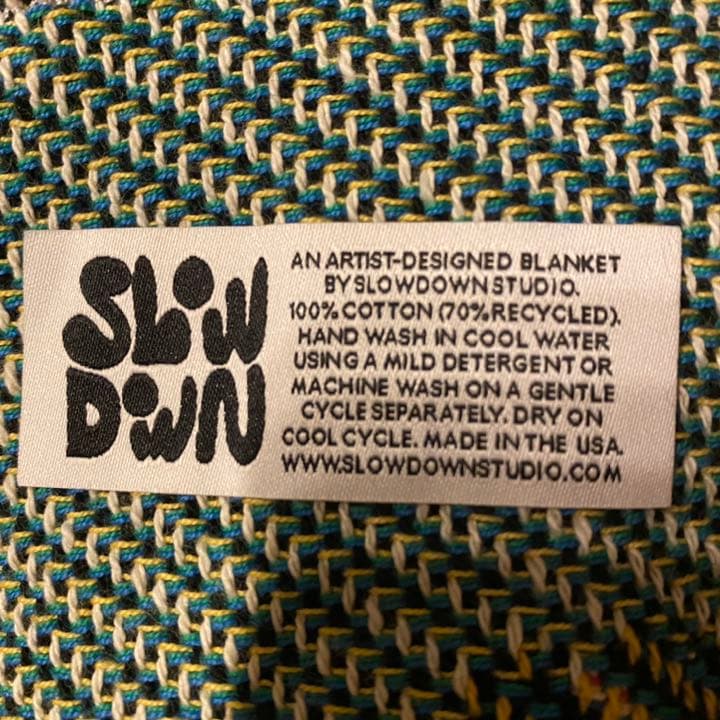 SLOW
DOWN
AN ARTIST-DESIGNED BLANKET
BY SLOWDOWN STUDIO.
100% COTTON (70% RECYCLED).
HAND WASH IN COOL WATER
USING A MILD DETERGENT OR
MACHINE WASH ON A GENTLE
CYCLE SEPARATELY. DRY ON
COOL CYCLE. MADE IN THE USA.
WWW.SLOWDOWNSTUDIO.COM